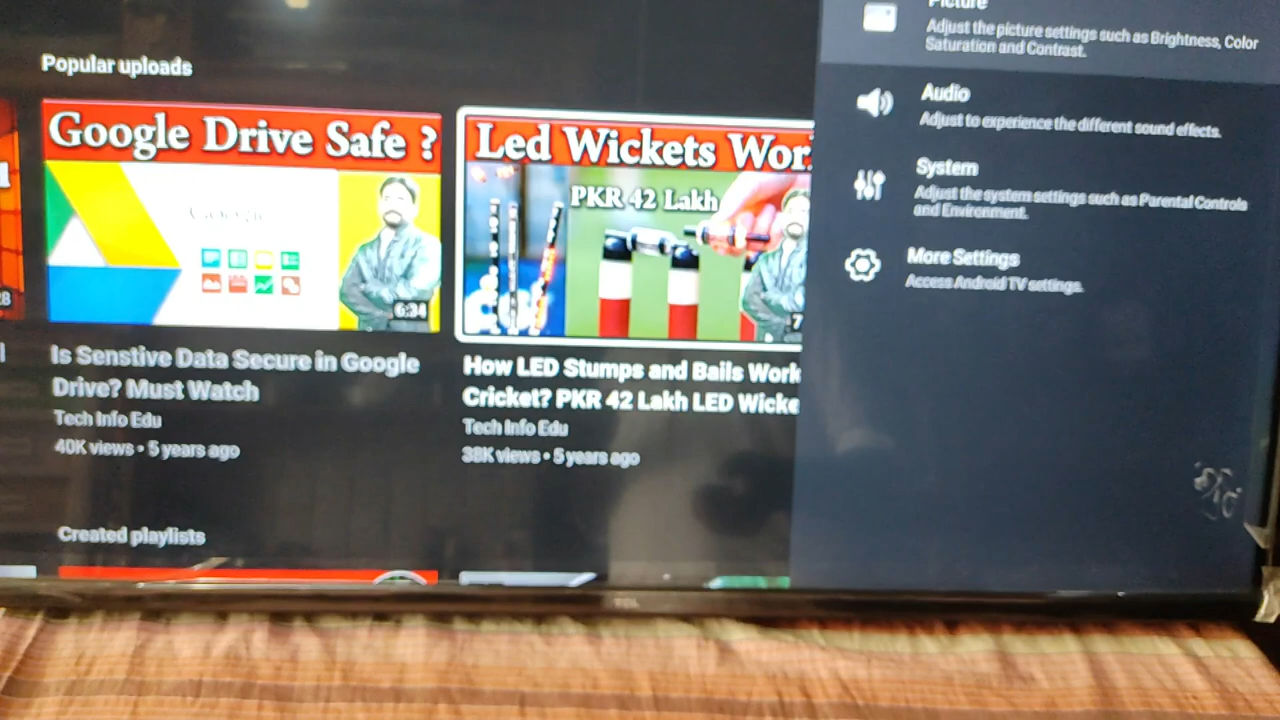 Popular uploads
Google Drive Safe ?
Google
6:34
Is Senstive Data Secure in Google
Drive? Must Watch
Tech Info Edu
40K views • 5 years ago
Led Wickets Wor
PKR 42 Lakh
7
How LED Stumps and Bails Work
Cricket? PKR 42 Lakh LED Wicke
Tech Info Edu
38K views • 5 years ago
Created playlists
Picture
Adjust the picture settings such as Brightness, Color
Saturation and Contrast.
Audio
Adjust to experience the different sound effects.
System
Adjust the system settings such as Parental Controls
and Environment.
More Settings
Access Android TV settings.
TCL